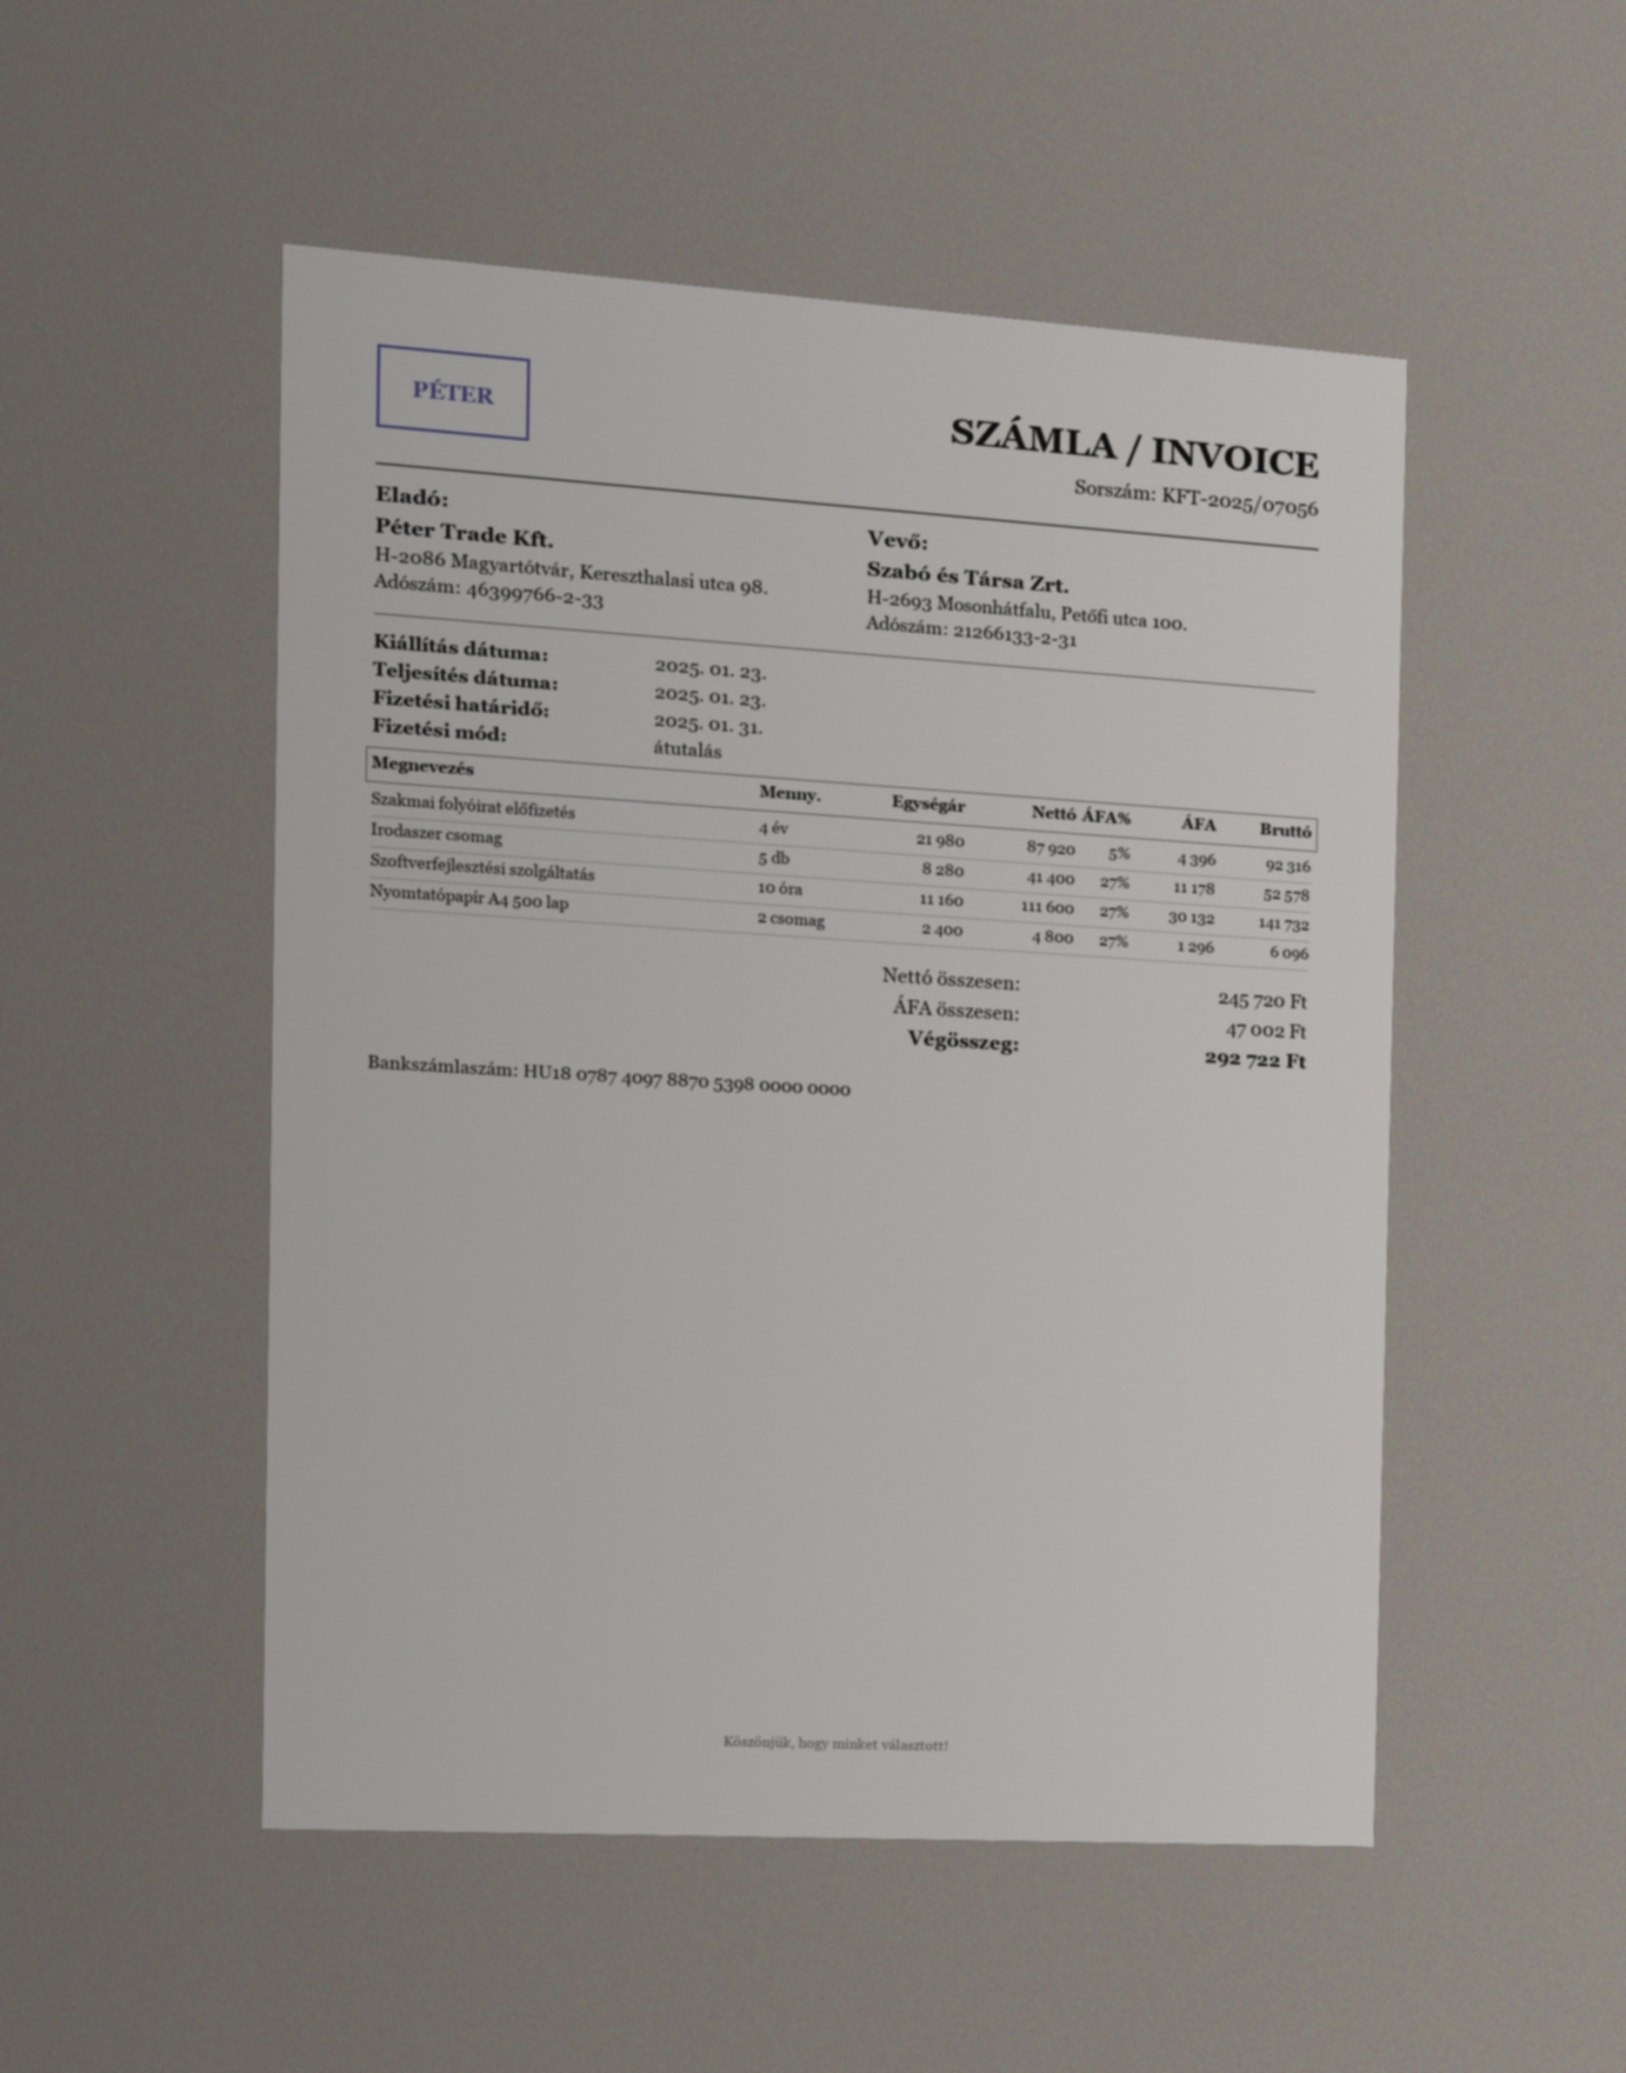 PÉTER
SZÁMLA / INVOICE
Sorszám: KFT-2025/07056
Eladó:
Péter Trade Kft.
H-2086 Magyartótvár, Kereszthalasi utca 98.
Adószám: 46399766-2-33
Vevő:
Szabó és Társa Zrt.
H-2693 Mosonhátfalu, Petőfi utca 100.
Adószám: 21266133-2-31
Kiállítás dátuma: 2025. 01. 23.
Teljesítés dátuma: 2025. 01. 23.
Fizetési határidő: 2025. 01. 31.
Fizetési mód: átutalás
Megnevezés Menny. Egységár Nettó ÁFA% ÁFA Bruttó
Szakmai folyóirat előfizetés 4 év 21 980 87 920 5% 4 396 92 316
Irodaszer csomag 5 db 8 280 41 400 27% 11 178 52 578
Szoftverfejlesztési szolgáltatás 10 óra 11 160 111 600 27% 30 132 141 732
Nyomtatópapír A4 500 lap 2 csomag 2 400 4 800 27% 1 296 6 096
Nettó összesen: 245 720 Ft
ÁFA összesen: 47 002 Ft
Végösszeg: 292 722 Ft
Bankszámlaszám: HU18 0787 4097 8870 5398 0000 0000
Köszönjük, hogy minket választott!